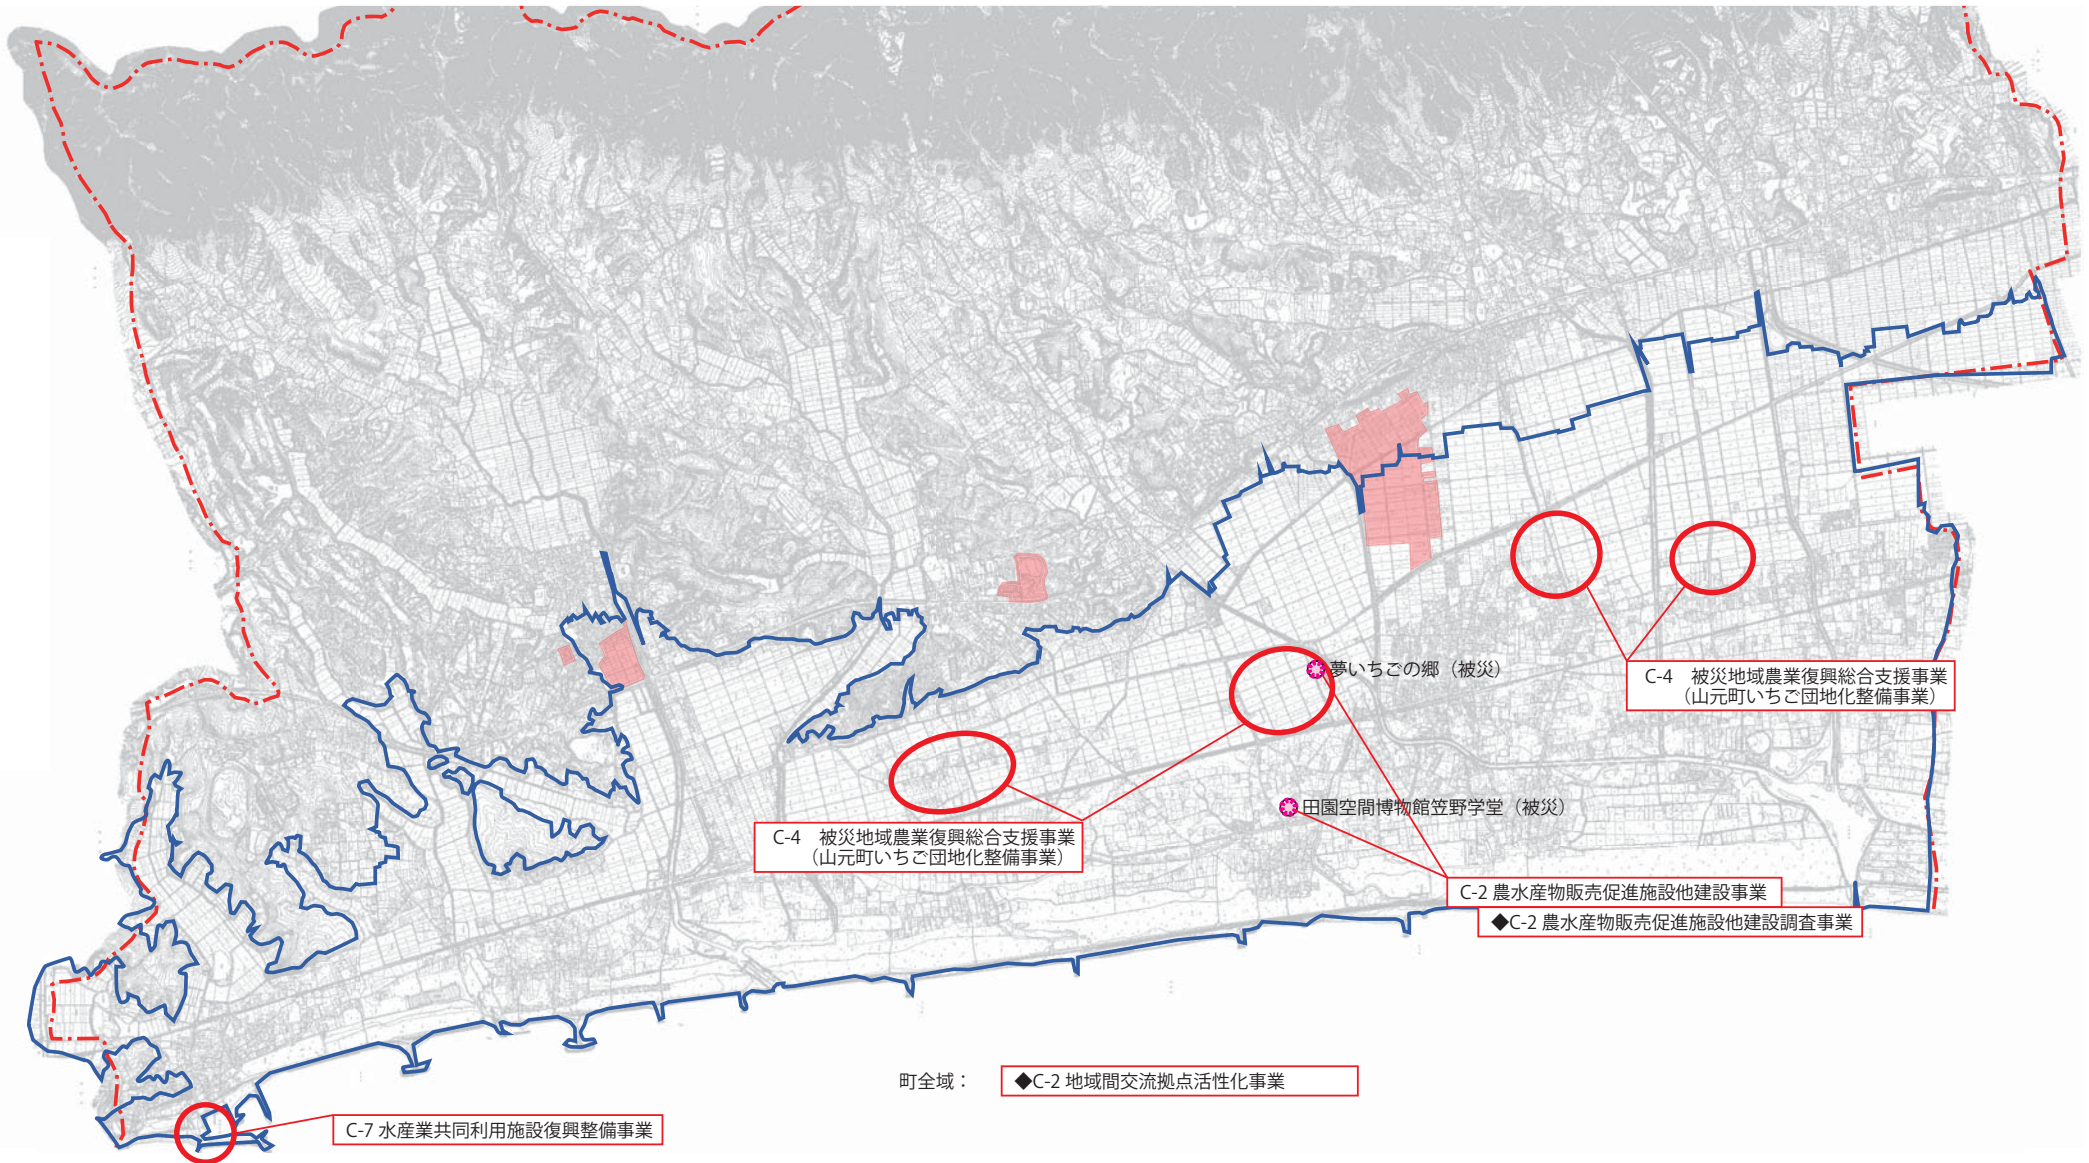 夢いちごの郷（被災）
C-4　被災地域農業復興総合支援事業
（山元町いちご団地化整備事業）
田園空間博物館笠野学堂（被災）
C-4　被災地域農業復興総合支援事業
（山元町いちご団地化整備事業）
C-2 農水産物販売促進施設他建設事業
◆C-2 農水産物販売促進施設他建設調査事業
町全域：　◆C-2 地域間交流拠点活性化事業
C-7 水産業共同利用施設復興整備事業